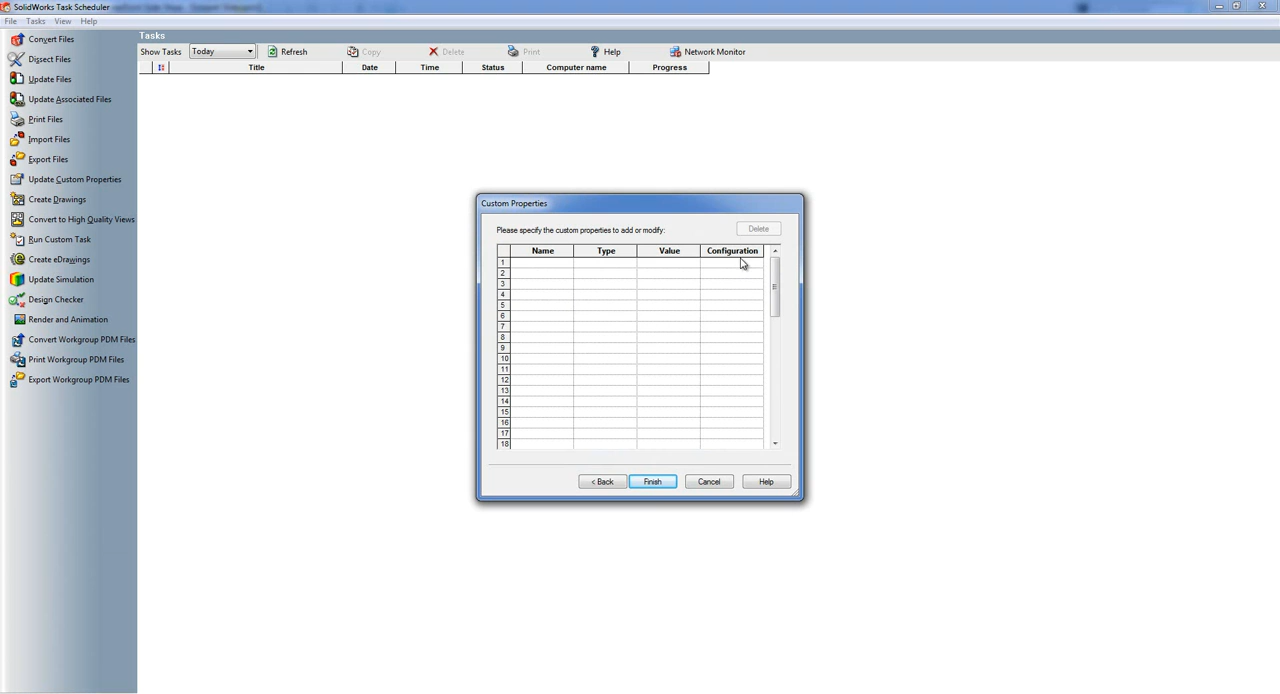 SolidWorks Task Scheduler
File Tasks View Help
Convert Files
Dissect Files
Update Files
Update Associated Files
Print Files
Import Files
Export Files
Update Custom Properties
Create Drawings
Convert to High Quality Views
Run Custom Task
Create eDrawings
Update Simulation
Design Checker
Render and Animation
Convert Workgroup PDM Files
Print Workgroup PDM Files
Export Workgroup PDM Files
Tasks
Show Tasks Today Refresh Copy Delete Print Help Network Monitor
Title Date Time Status Computer name Progress
Custom Properties
Please specify the custom properties to add or modify: Delete
Name Type Value Configuration
1
2
3
4
5
6
7
8
9
10
11
12
13
14
15
16
17
18
< Back Finish Cancel Help